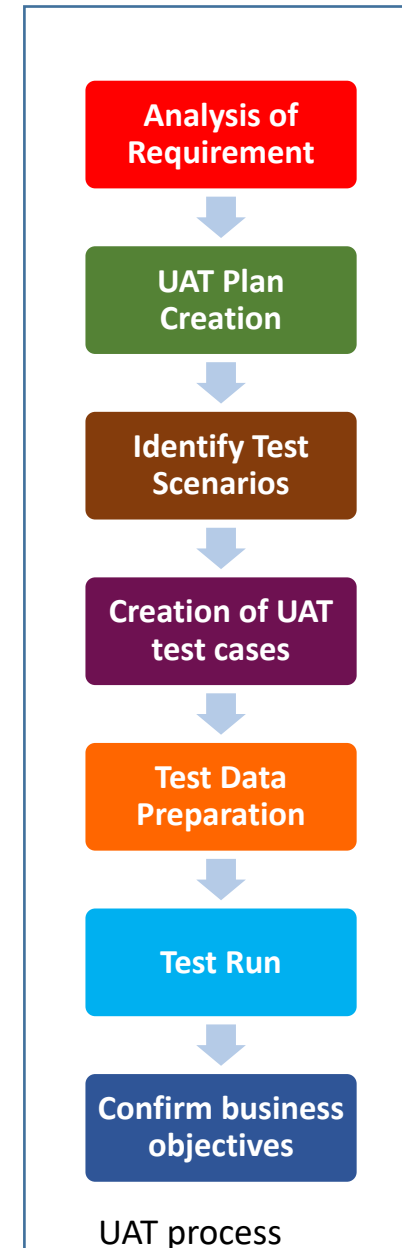 Analysis of
Requirement
UAT Plan
Creation
Identify Test
Scenarios
Creation of UAT
test cases
Test Data
Preparation
Test Run
Confirm business
objectives
UAT process